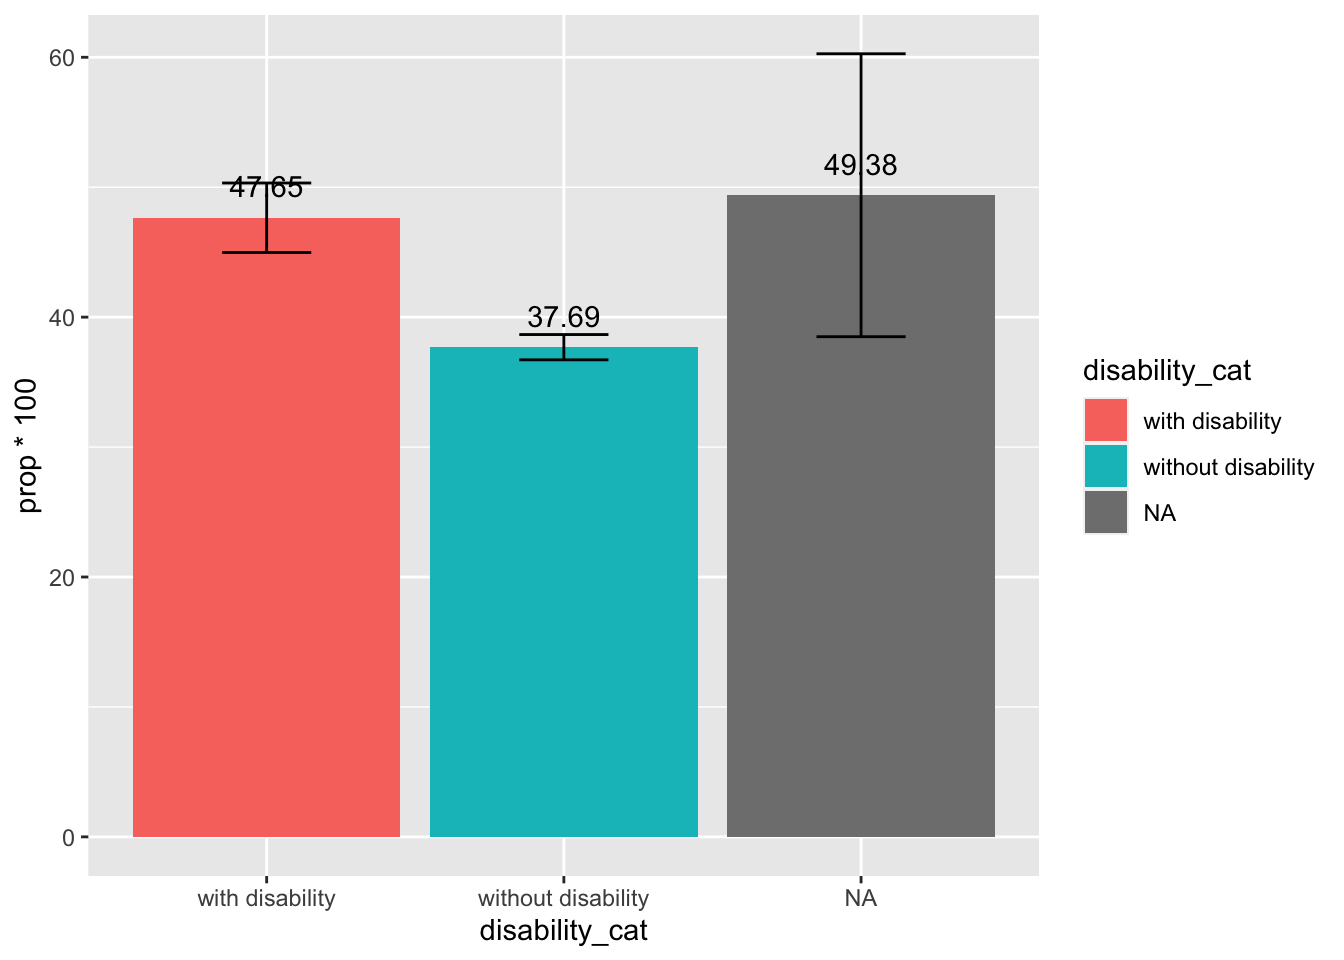 60
40
20
0
prop * 100
47.65
37.69
49.38
with disability
without disability
NA
disability_cat
disability_cat
with disability
without disability
NA